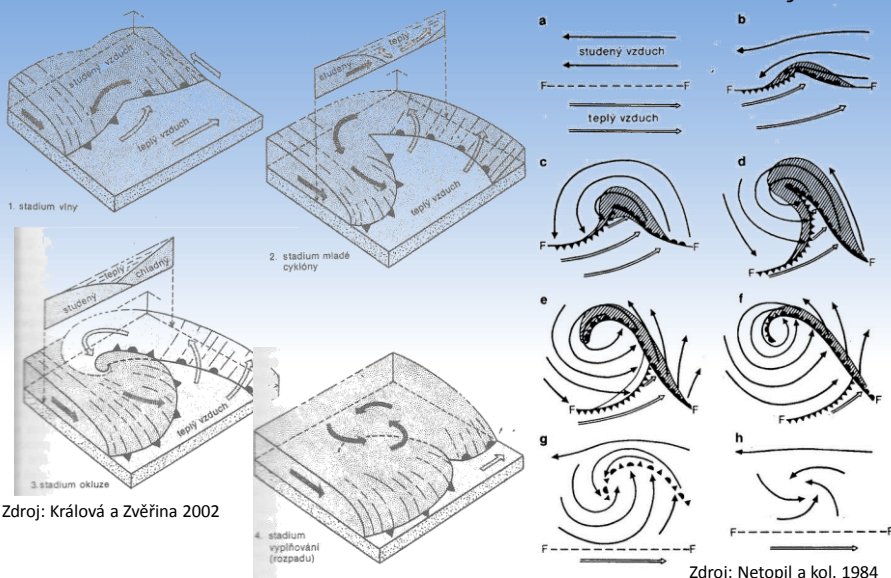 studený vzduch
teplý vzduch
1. stadium vlny
studený
teplý
teplý vzduch
2. stadium mladé
cyklóny
studený
teplý
chladný
teplý vzduch
3. stadium okluze
Zdroj: Králová a Zvěřina 2002
4. stadium
vyplňování
(rozpadu)
a
studený vzduch
F
F
teplý vzduch
b
F
F
c
F
F
d
F
F
e
F
F
f
F
F
g
F
F
h
F
F
Zdroj: Netopil a kol. 1984